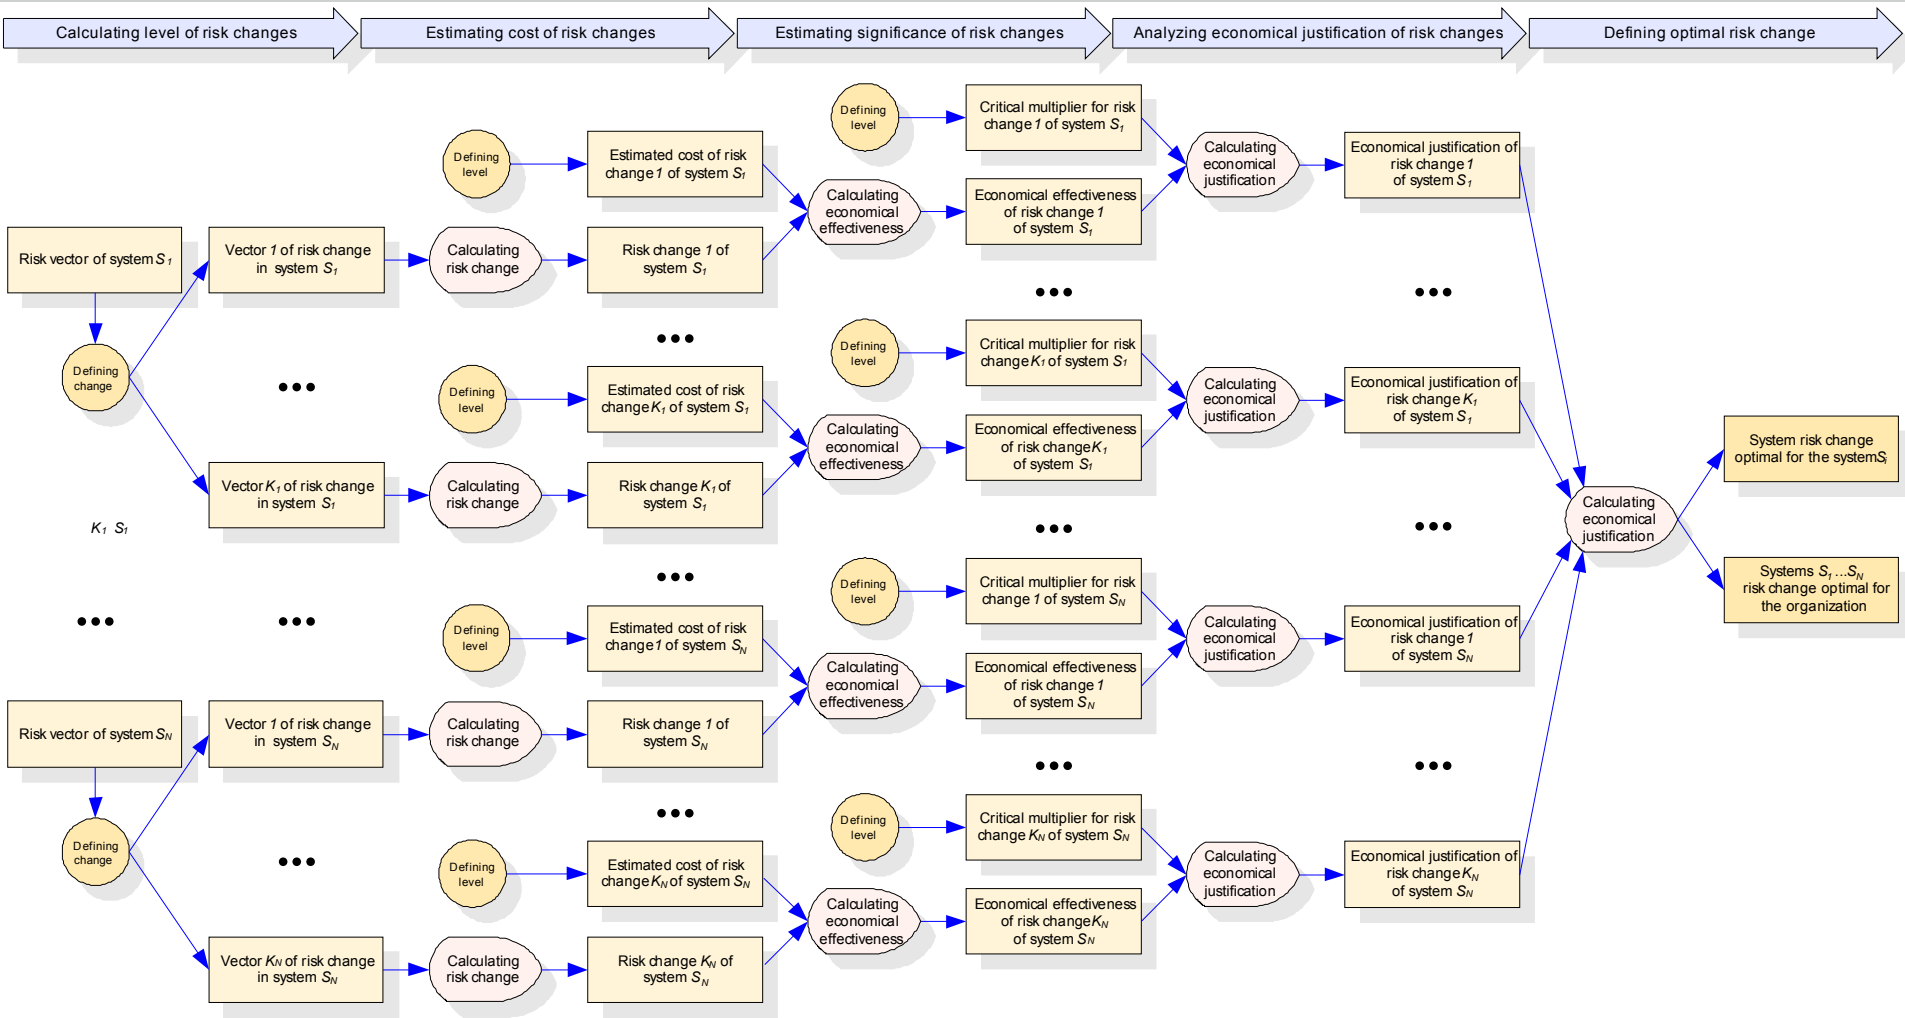 Calculating level of risk changes
Estimating cost of risk changes
Estimating significance of risk changes
Analyzing economical justification of risk changes
Defining optimal risk change
Defining
level
Critical multiplier for risk
change 1 of system S1
Defining
level
Estimated cost of risk
change 1 of system S1
Calculating
economical
justification
Economical justification of
risk change 1
of system S1
Calculating
economical
effectiveness
Economical effectiveness
of risk change 1
of system S1
Risk vector of system S1
Vector 1 of risk change
in system S1
Calculating
risk change
Risk change 1 of
system S1
•••
•••
•••
Defining
level
Critical multiplier for risk
change K1 of system S1
Defining
change
•••
Defining
level
Estimated cost of risk
change K1 of system S1
Calculating
economical
justification
Economical justification of
risk change K1
of system S1
Calculating
economical
effectiveness
Economical effectiveness
of risk change K1
of system S1
System risk change
optimal for the system Si
Vector K1 of risk change
in system S1
Calculating
risk change
Risk change K1 of
system S1
K1 S1
•••
•••
Calculating
economical
justification
•••
Defining
level
Critical multiplier for risk
change 1 of system SN
Systems S1 ...SN
risk change optimal for
the organization
•••
•••
Defining
level
Estimated cost of risk
change 1 of system SN
Calculating
economical
justification
Economical justification of
risk change 1
of system SN
Calculating
economical
effectiveness
Economical effectiveness
of risk change 1
of system SN
Risk vector of system SN
Vector 1 of risk change
in system SN
Calculating
risk change
Risk change 1 of
system SN
•••
•••
•••
Defining
level
Critical multiplier for risk
change KN of system SN
Defining
change
•••
Defining
level
Estimated cost of risk
change KN of system SN
Calculating
economical
justification
Economical justification of
risk change KN
of system SN
Calculating
economical
effectiveness
Economical effectiveness
of risk change KN
of system SN
Vector KN of risk change
in system SN
Calculating
risk change
Risk change KN of
system SN